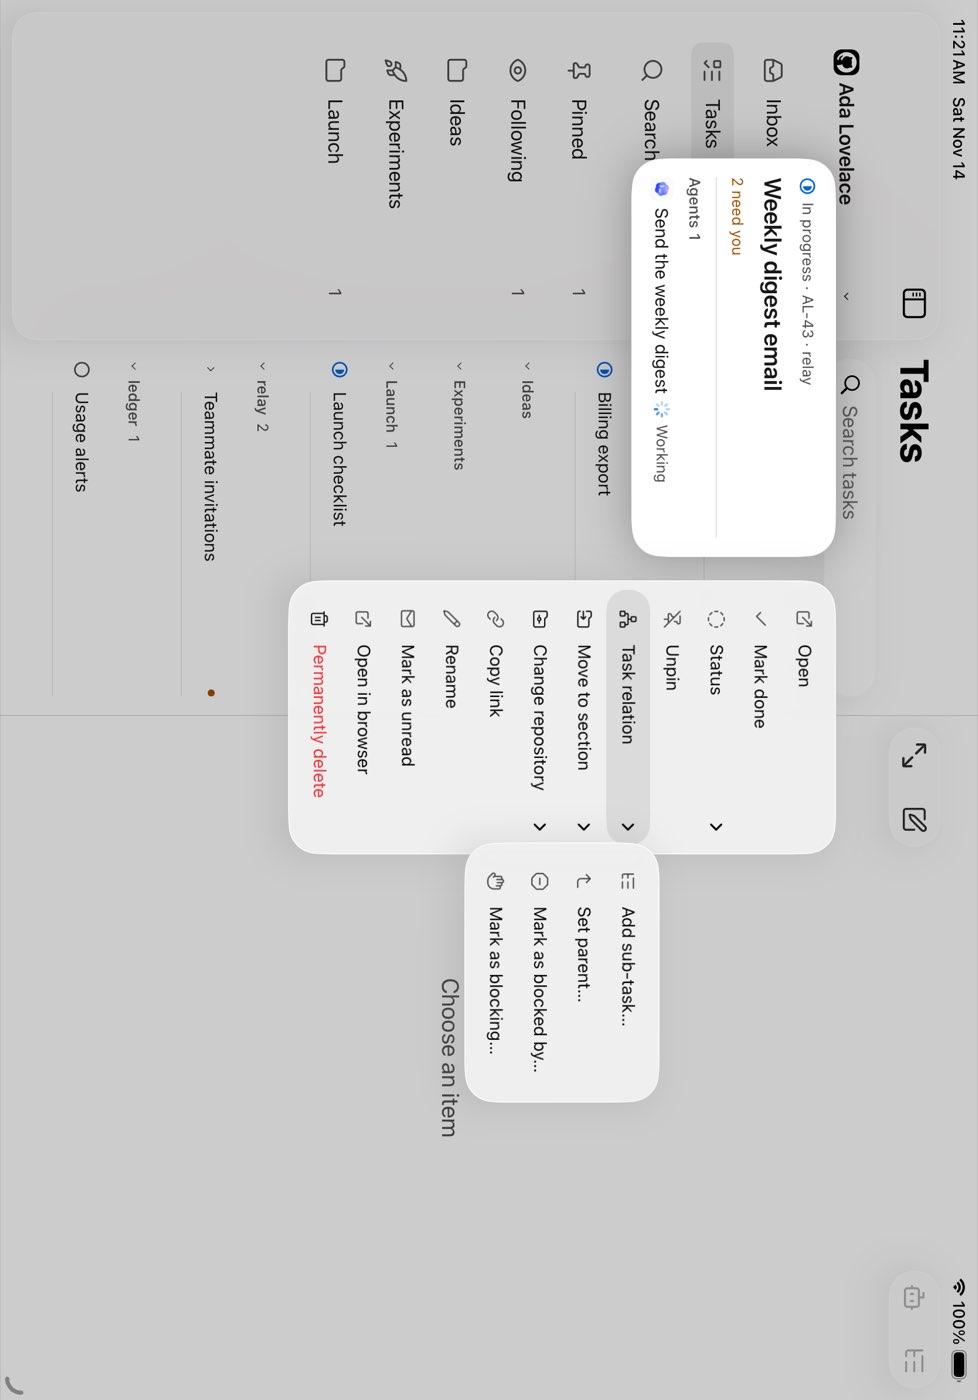 11:21 AM Sat Nov 14
100%
Ada Lovelace
Inbox
Tasks
Search
Pinned 1
Following 1
Ideas
Experiments
Launch 1
Tasks
Search tasks
In progress · AL-43 · relay
Weekly digest email
2 need you
Agents 1
Send the weekly digest Working
Billing export
Ideas
Experiments
Launch 1
Launch checklist
relay 2
Teammate invitations
ledger 1
Usage alerts
Open
Mark done
Status
Unpin
Task relation
Move to section
Change repository
Copy link
Rename
Mark as unread
Open in browser
Permanently delete
Add sub-task...
Set parent...
Mark as blocked by...
Mark as blocking...
Choose an item